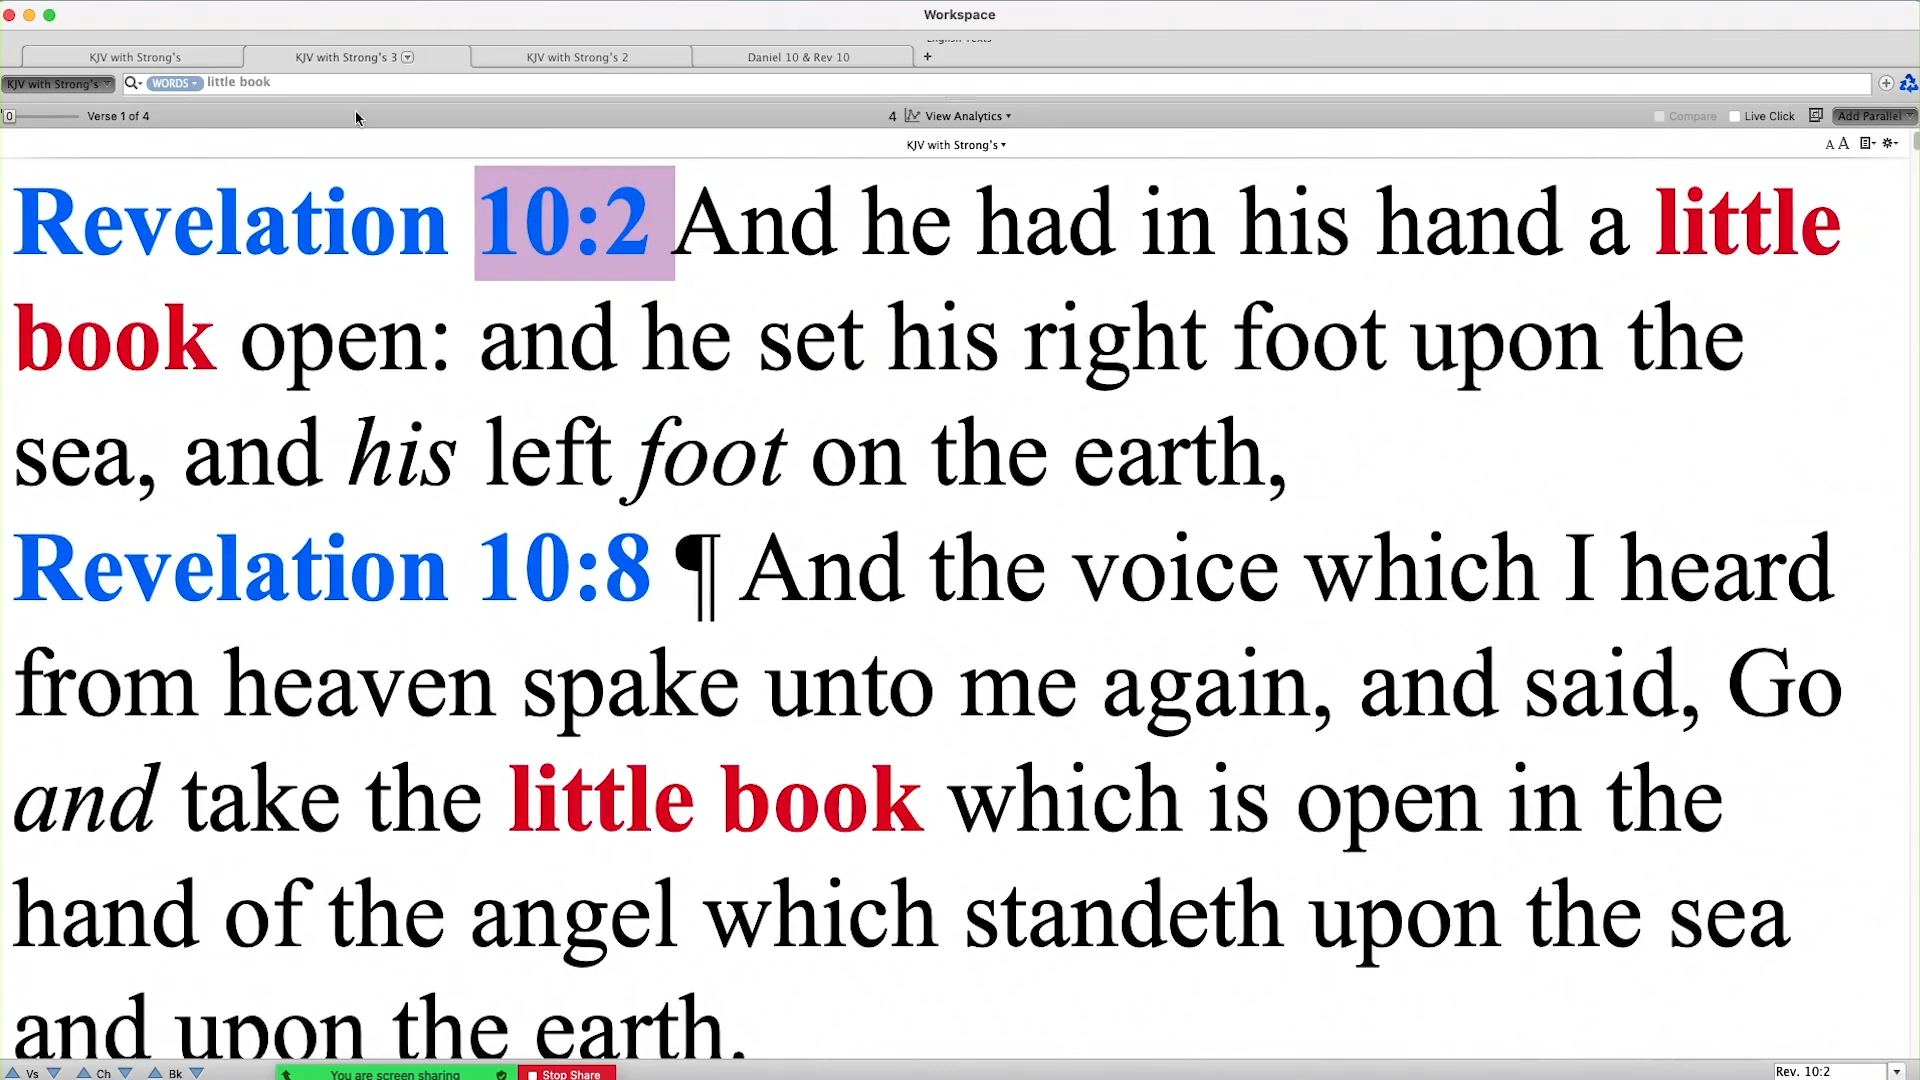 Workspace
English Texts
KJV with Strong's
KJV with Strong's 3
KJV with Strong's 2
Daniel 10 & Rev 10
+
KJV with Strong's
WORDS
little book
0
Verse 1 of 4
4
View Analytics
Compare
Live Click
Add Parallel
KJV with Strong's
A A
Revelation 10:2 And he had in his hand a little
book open: and he set his right foot upon the
sea, and his left foot on the earth,
Revelation 10:8 ¶ And the voice which I heard
from heaven spake unto me again, and said, Go
and take the little book which is open in the
hand of the angel which standeth upon the sea
and upon the earth.
Vs
Ch
Bk
You are screen sharing
Stop Share
Rev. 10:2